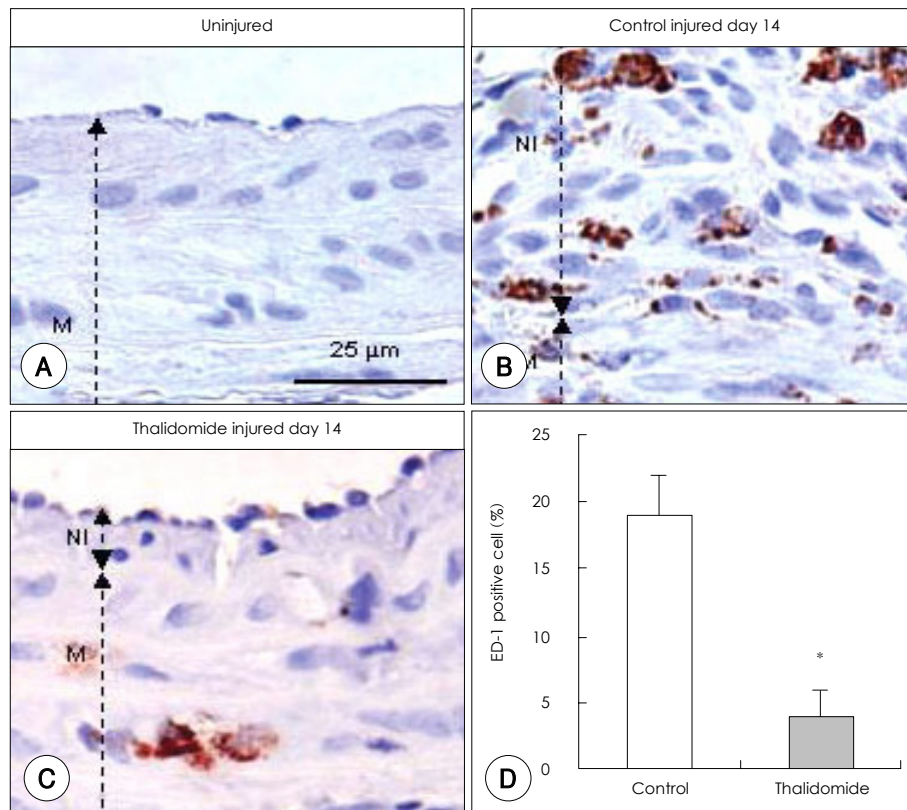 Uninjured
M
25 µm
A
Control injured day 14
NI
M
B
Thalidomide injured day 14
NI
M
C
25
20
15
10
5
0
ED-1 positive cell (%)
*
Control
Thalidomide
D